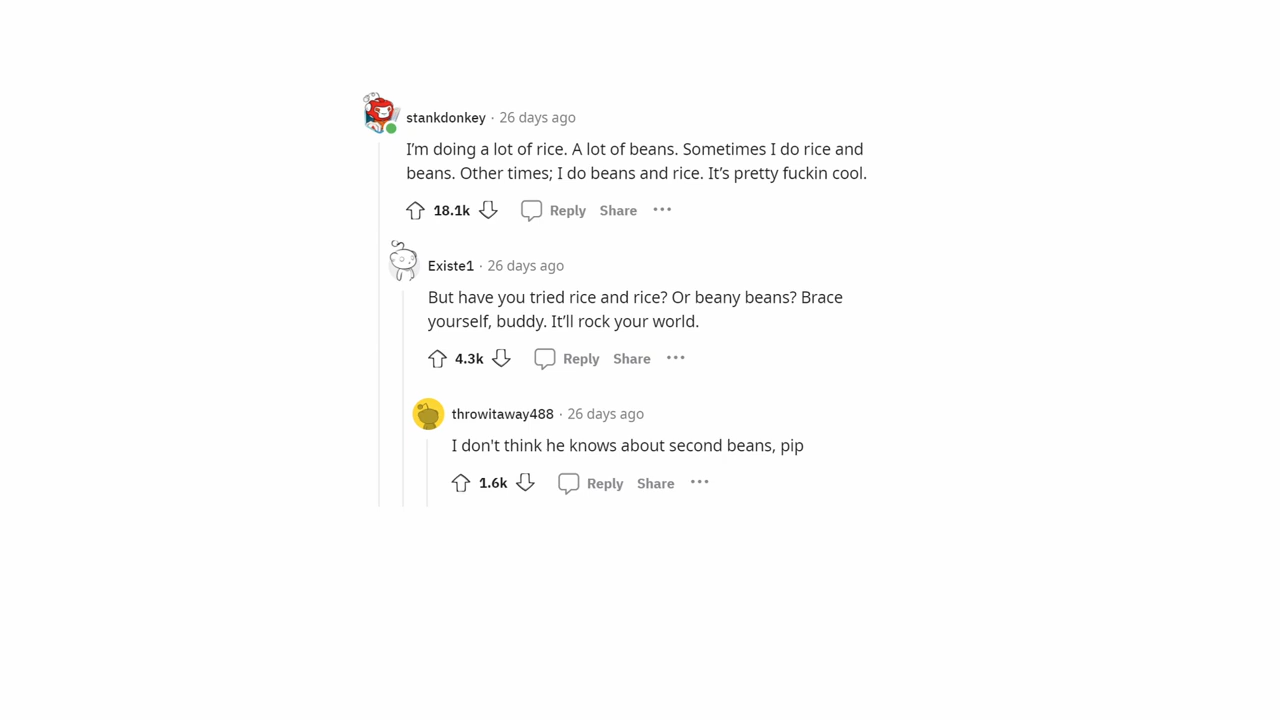 stankdonkey · 26 days ago
I’m doing a lot of rice. A lot of beans. Sometimes I do rice and
beans. Other times; I do beans and rice. It’s pretty fuckin cool.
18.1k Reply Share ···
Existe1 · 26 days ago
But have you tried rice and rice? Or beany beans? Brace
yourself, buddy. It’ll rock your world.
4.3k Reply Share ···
throwitaway488 · 26 days ago
I don't think he knows about second beans, pip
1.6k Reply Share ···